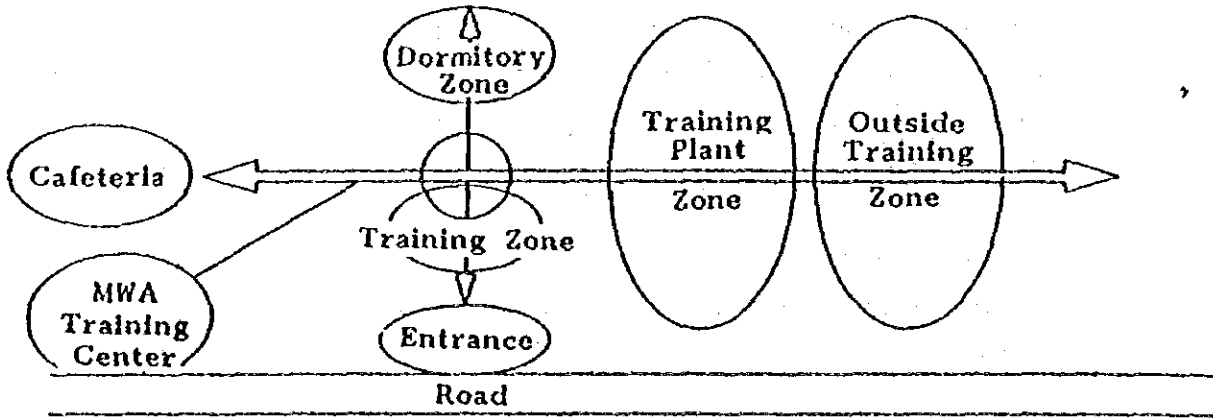 Dormitory
Zone
Training
Plant
Zone
Outside
Training
Zone
Cafeteria
Training Zone
MWA
Training
Center
Entrance
Road